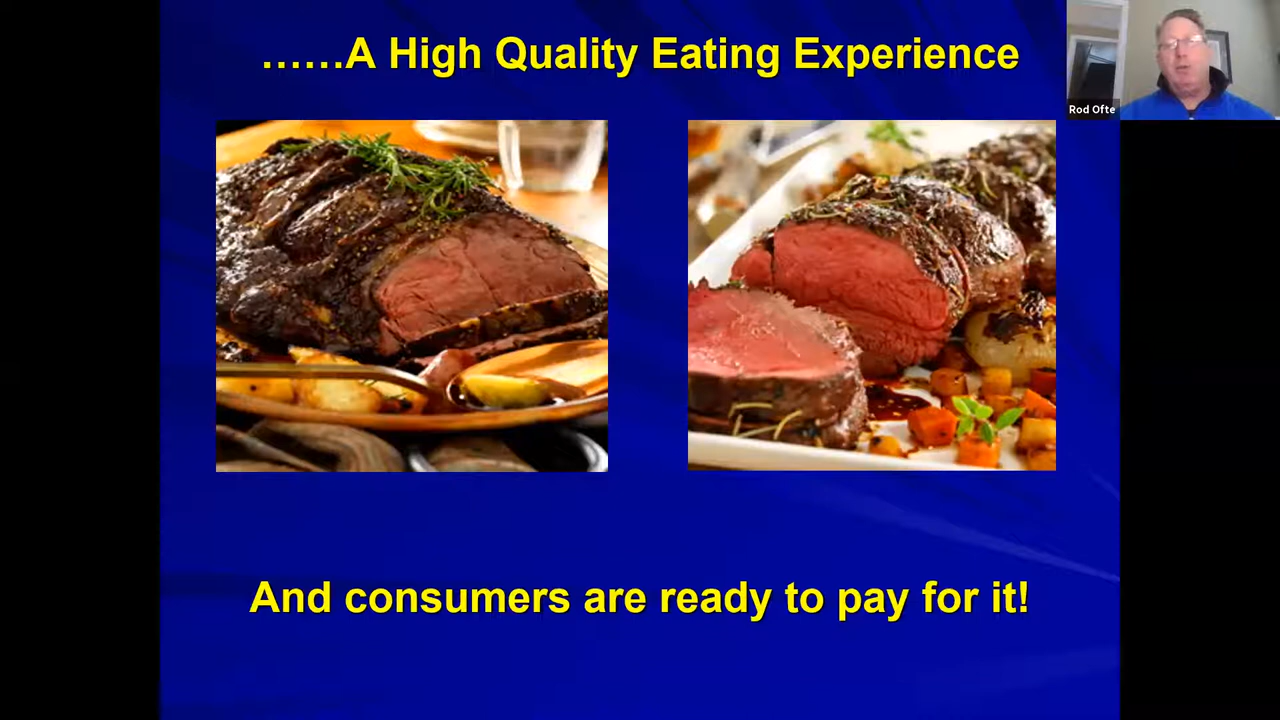 ……A High Quality Eating Experience
Rod Ofte
And consumers are ready to pay for it!